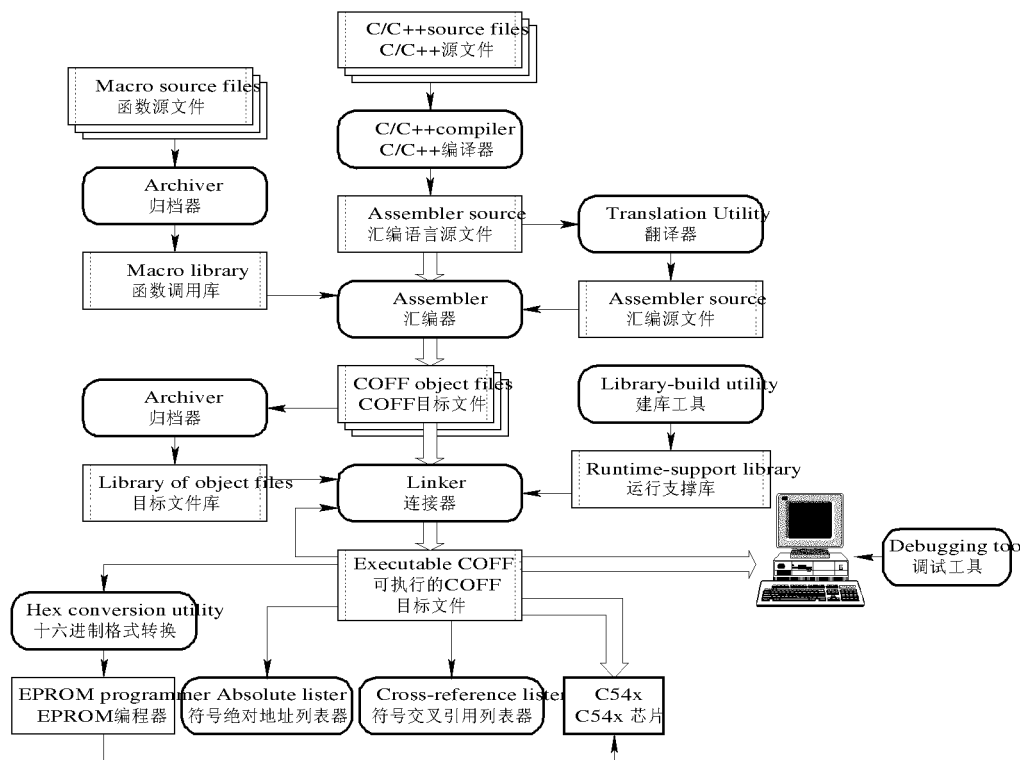 C/C++source files
C/C++源文件
Macro source files
函数源文件
C/C++compiler
C/C++编译器
Archiver
归档器
Assembler source
汇编语言源文件
Translation Utility
翻译器
Macro library
函数调用库
Assembler
汇编器
Assembler source
汇编源文件
COFF object files
COFF目标文件
Archiver
归档器
Library-build utility
建库工具
Library of object files
目标文件库
Linker
连接器
Runtime-support library
运行支撑库
Debugging too
调试工具
Executable COFF
可执行的COFF
目标文件
Hex conversion utility
十六进制格式转换
EPROM programmer
EPROM编程器
Absolute lister
符号绝对地址列表器
Cross-reference lister
符号交叉引用列表器
C54x
C54x 芯片